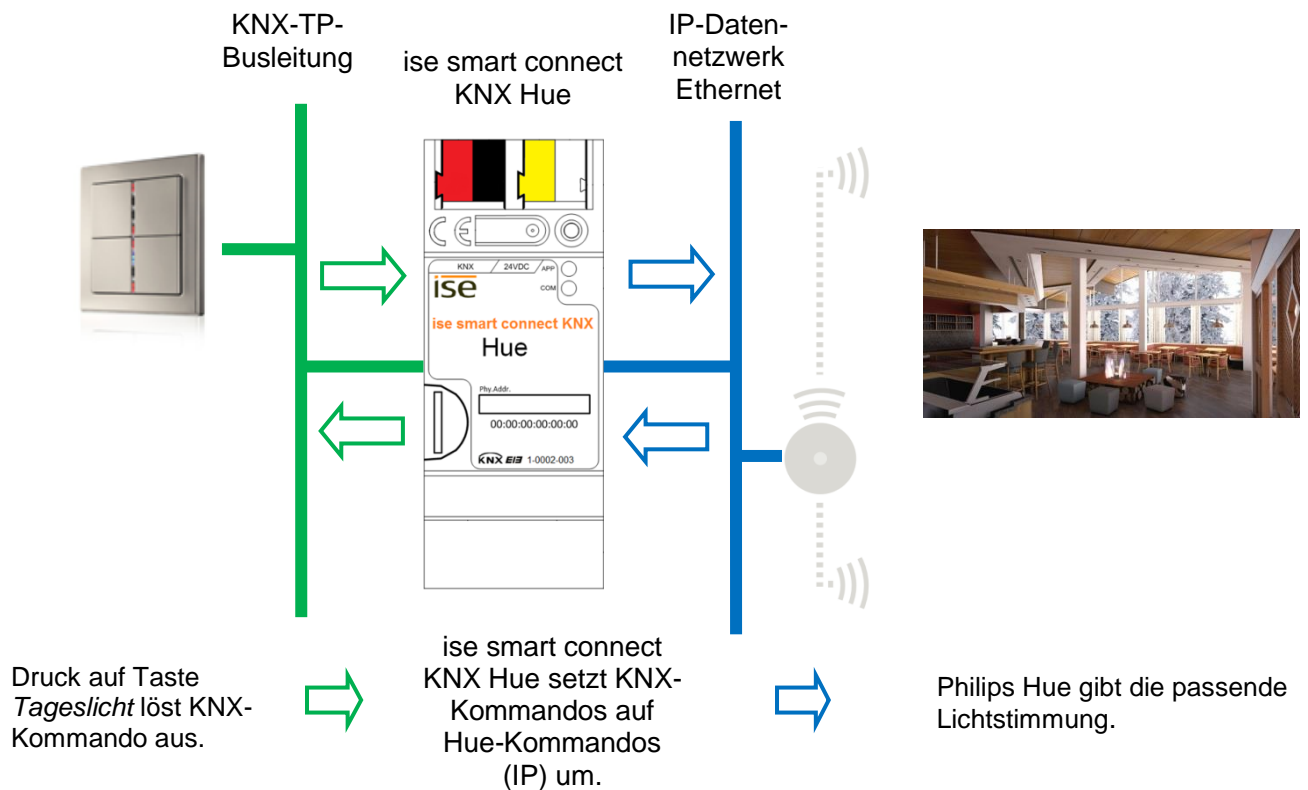 KNX-TP-
Busleitung
ise smart connect
KNX Hue
IP-Daten-
netzwerk
Ethernet
KNX
24VDC
APP
COM
ise
ise smart connect KNX
Hue
Phy.Addr.
00:00:00:00:00:00
KNX EIB 1-0002-003
Druck auf Taste
Tageslicht löst KNX-
Kommando aus.
ise smart connect
KNX Hue setzt KNX-
Kommandos auf
Hue-Kommandos
(IP) um.
Philips Hue gibt die passende
Lichtstimmung.